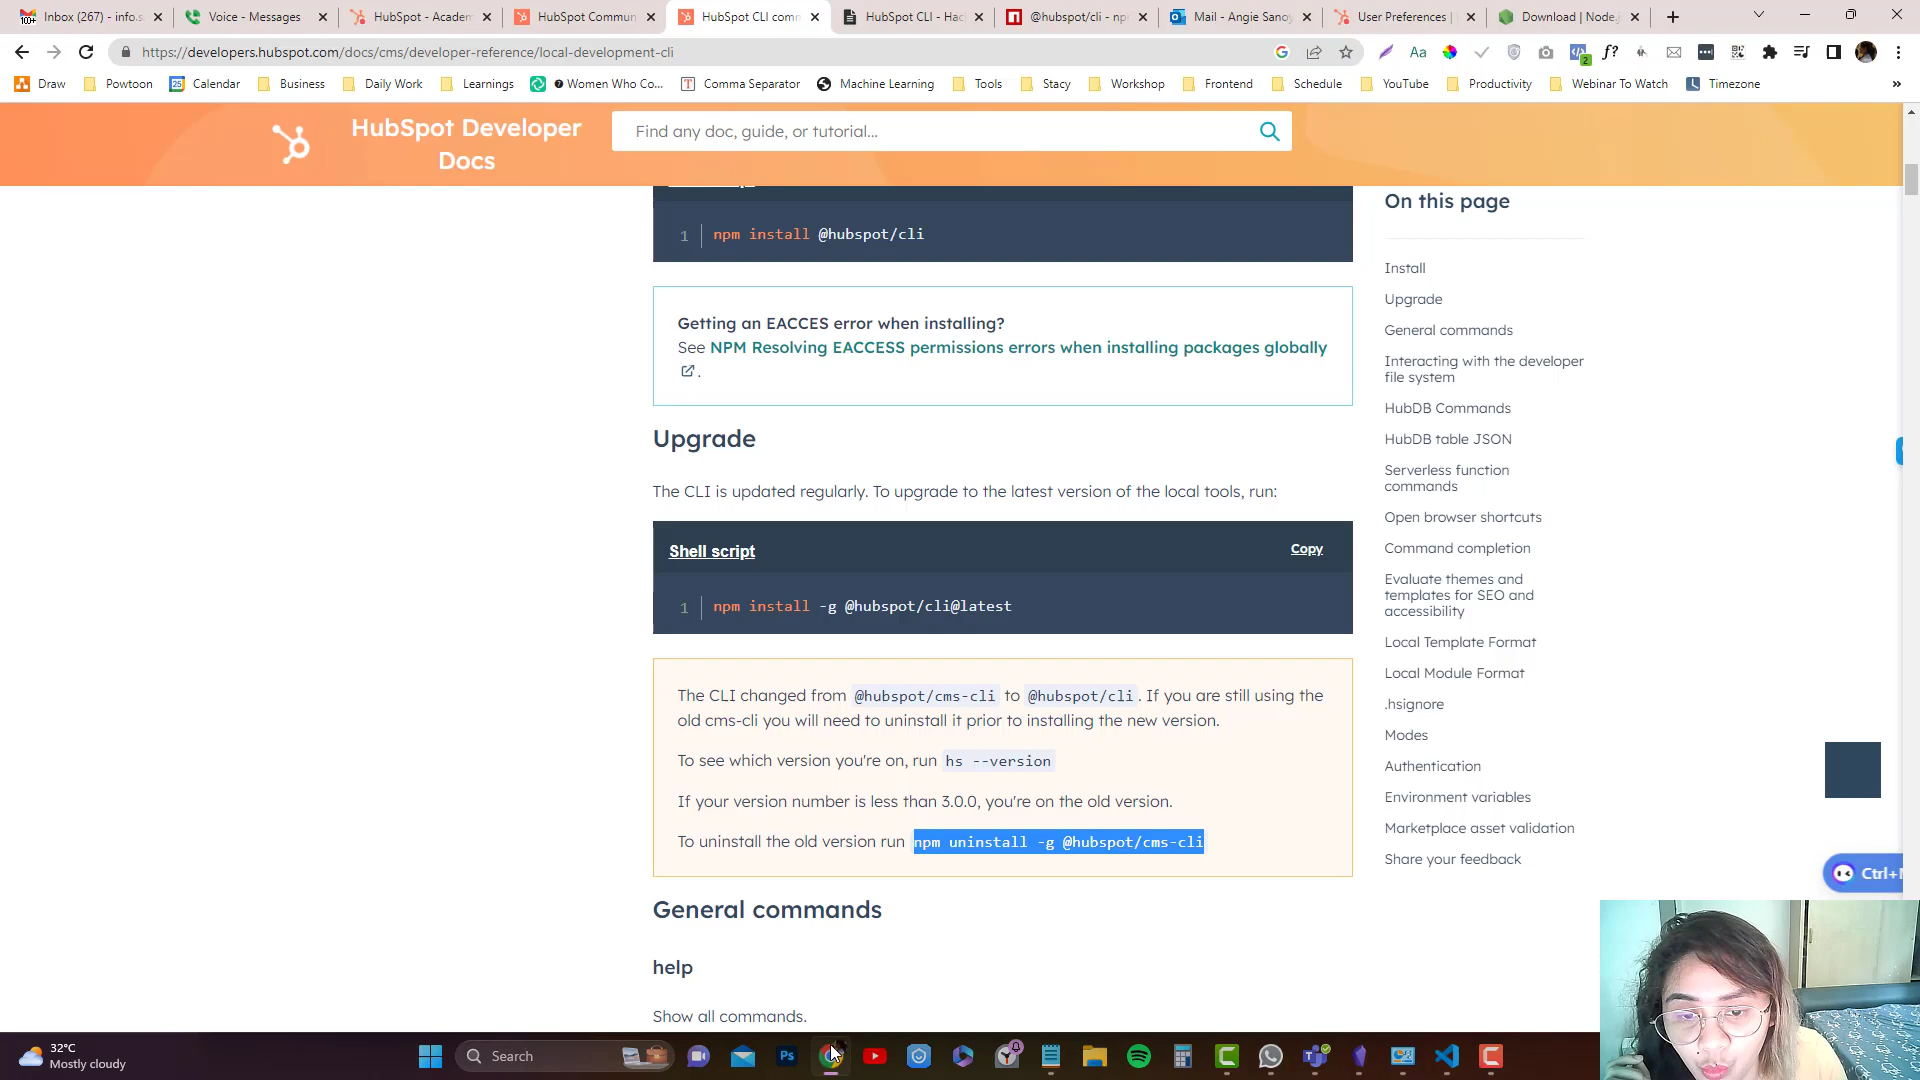 Inbox (267) - info.s
Voice - Messages
HubSpot - Academ
HubSpot Commun
HubSpot CLI comm
HubSpot CLI - Hac
@hubspot/cli - npm
Mail - Angie Sanoy
User Preferences |
Download | Node.j
https://developers.hubspot.com/docs/cms/developer-reference/local-development-cli
Draw
Powtoon
Calendar
Business
Daily Work
Learnings
Women Who Co...
Comma Separator
Machine Learning
Tools
Stacy
Workshop
Frontend
Schedule
YouTube
Productivity
Webinar To Watch
Timezone
HubSpot Developer
Docs
Find any doc, guide, or tutorial...
1 npm install @hubspot/cli
Getting an EACCES error when installing?
See NPM Resolving EACCESS permissions errors when installing packages globally
.
Upgrade
The CLI is updated regularly. To upgrade to the latest version of the local tools, run:
Shell script
Copy
1 npm install -g @hubspot/cli@latest
The CLI changed from @hubspot/cms-cli to @hubspot/cli. If you are still using the
old cms-cli you will need to uninstall it prior to installing the new version.
To see which version you're on, run hs --version
If your version number is less than 3.0.0, you're on the old version.
To uninstall the old version run npm uninstall -g @hubspot/cms-cli
General commands
help
Show all commands.
On this page
Install
Upgrade
General commands
Interacting with the developer
file system
HubDB Commands
HubDB table JSON
Serverless function
commands
Open browser shortcuts
Command completion
Evaluate themes and
templates for SEO and
accessibility
Local Template Format
Local Module Format
.hsignore
Modes
Authentication
Environment variables
Marketplace asset validation
Share your feedback
Ctrl+
32°C
Mostly cloudy
Search